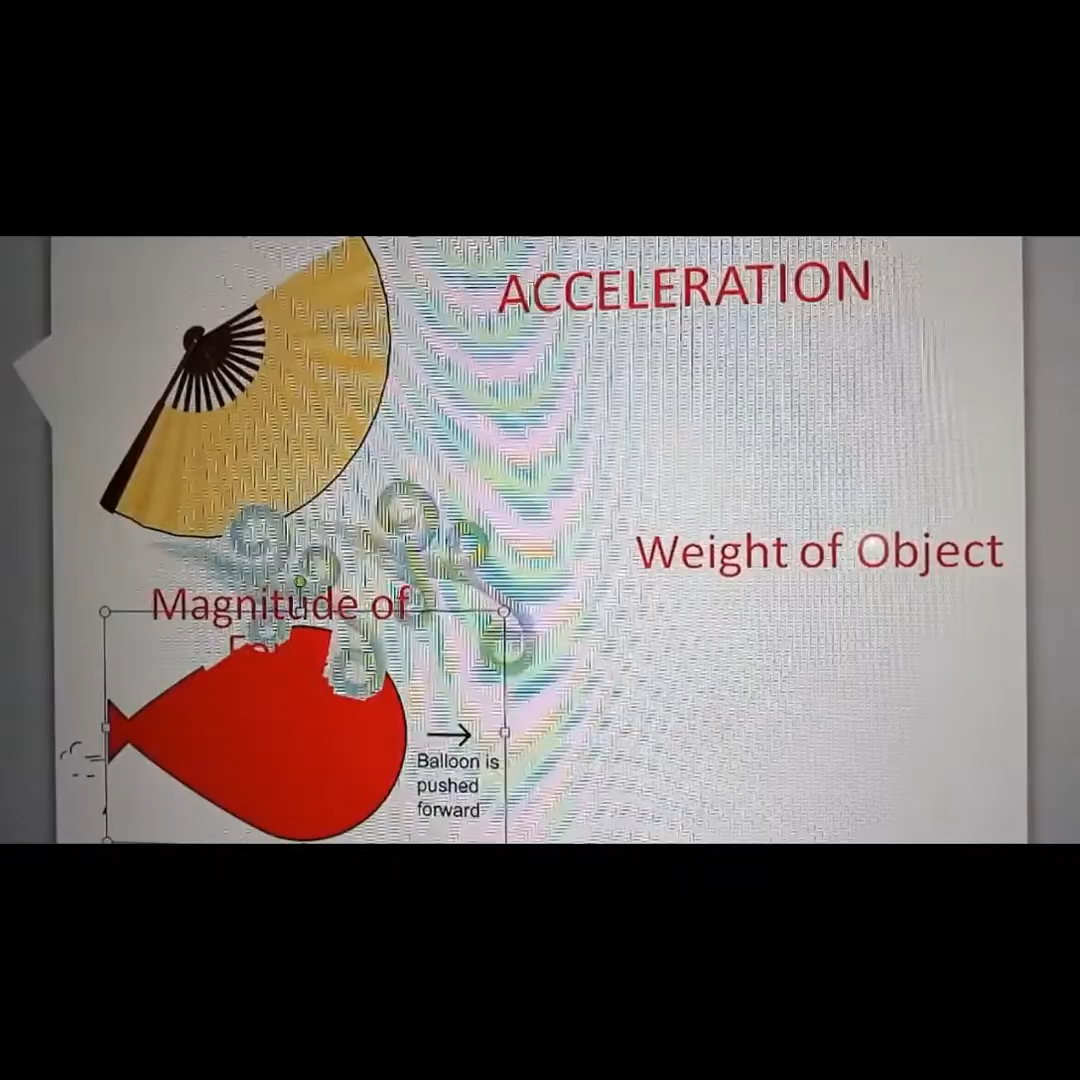 ACCELERATION
Weight of Object
Magnitude of
Balloon is
pushed
forward